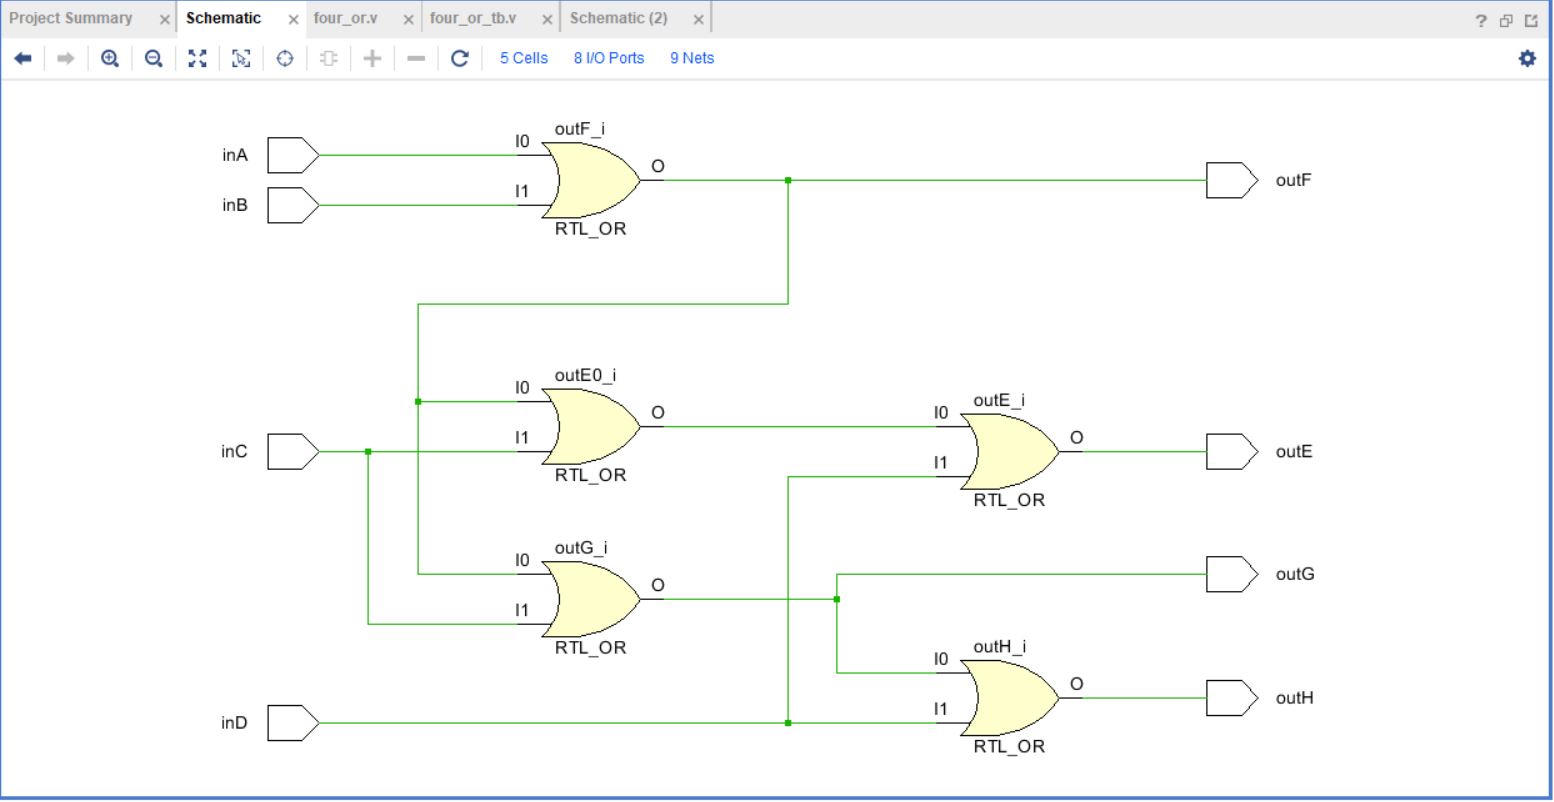 Project Summary × Schematic × four_or.v × four_or_tb.v × Schematic (2) × ?
5 Cells 8 I/O Ports 9 Nets
outF_i
inA I0
O
outF
inB I1
RTL_OR
outE0_i
I0
outE_i
O
I0
inC I1
O
outE
I1
RTL_OR
RTL_OR
outG_i
I0
outG
O
I1
RTL_OR
outH_i
I0
O
outH
inD
I1
RTL_OR